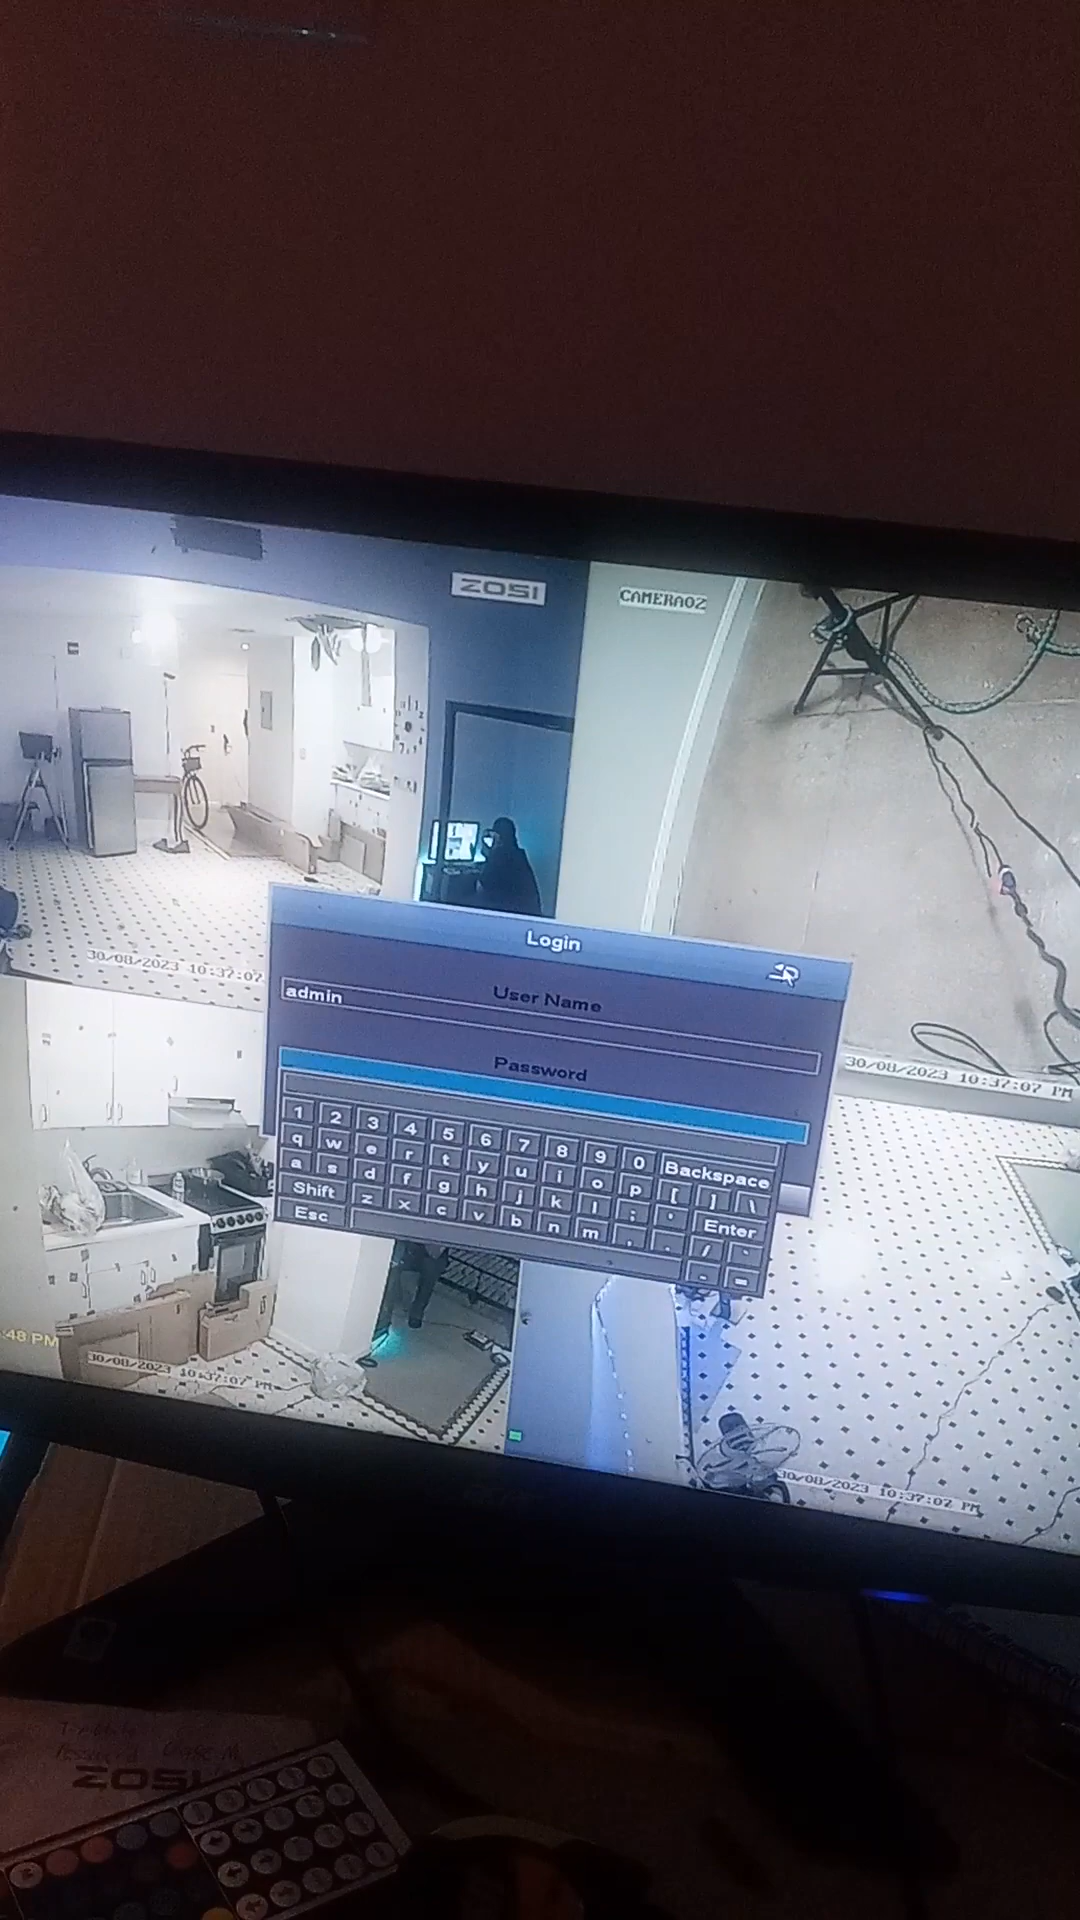 ZOSI
CAMERA02
30/08/2023 10:37:07
Login
User Name
admin
Password
30/08/2023 10:37:07 PM
1 2 3 4 5 6 7 8 9 0 Backspace
q w e r t y u i o p [ ] \
a s d f g h j k l ; ' Enter
Shift z x c v b n m , . / `
Esc - =
:48 PM
30/08/2023 10:37:07 PM
30/08/2023 10:37:07 PM
Password
ZOSI